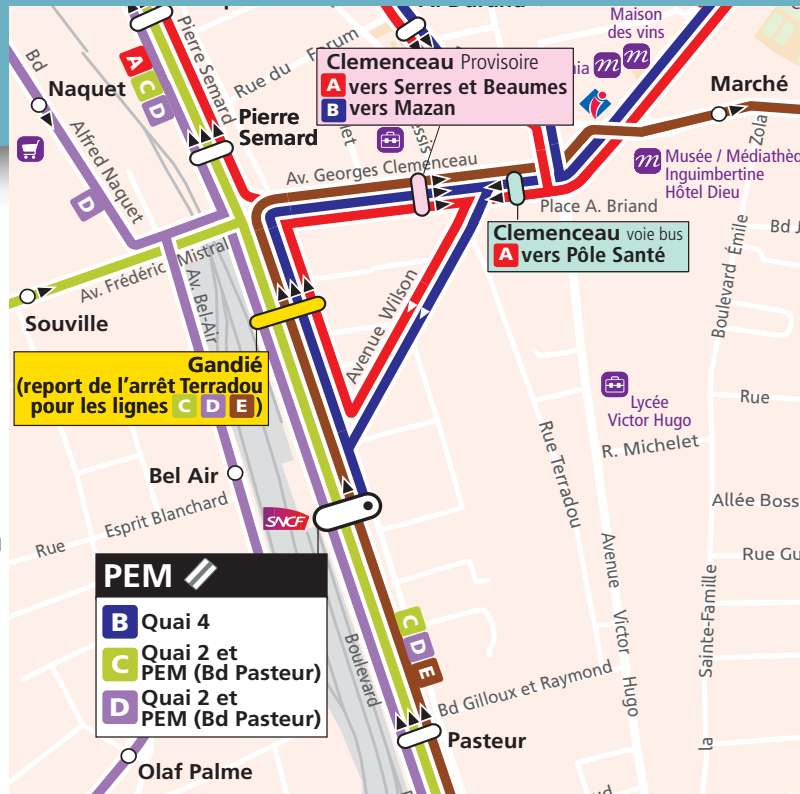 Pierre Semard
Rue du Forum
Maison
des vins
Clemenceau Provisoire
A vers Serres et Beaumes
B vers Mazan
Bd
Alfred Naquet
Naquet
A
C
D
Pierre
Semard
m
m
Marché
Zola
m
Musée / Médiathèq
Inguimbertine
Hôtel Dieu
D
Av. Georges Clemenceau
Place A. Briand
Clemenceau voie bus
A vers Pôle Santé
Bd J
Boulevard Émile
Av. Frédéric Mistral
Av. Bel-Air
Souville
Avenue Wilson
Gandié
(report de l'arrêt Terradou
pour les lignes C D E)
Lycée
Victor Hugo
Rue
R. Michelet
Rue Terradou
Bel Air
Rue Esprit Blanchard
SNCF
Allée Boss
Rue Gu
Avenue Victor Hugo
la Sainte-Famille
PEM
B Quai 4
C Quai 2 et
PEM (Bd Pasteur)
D Quai 2 et
PEM (Bd Pasteur)
Boulevard
C
D
E
Bd Gilloux et Raymond
Pasteur
Olaf Palme